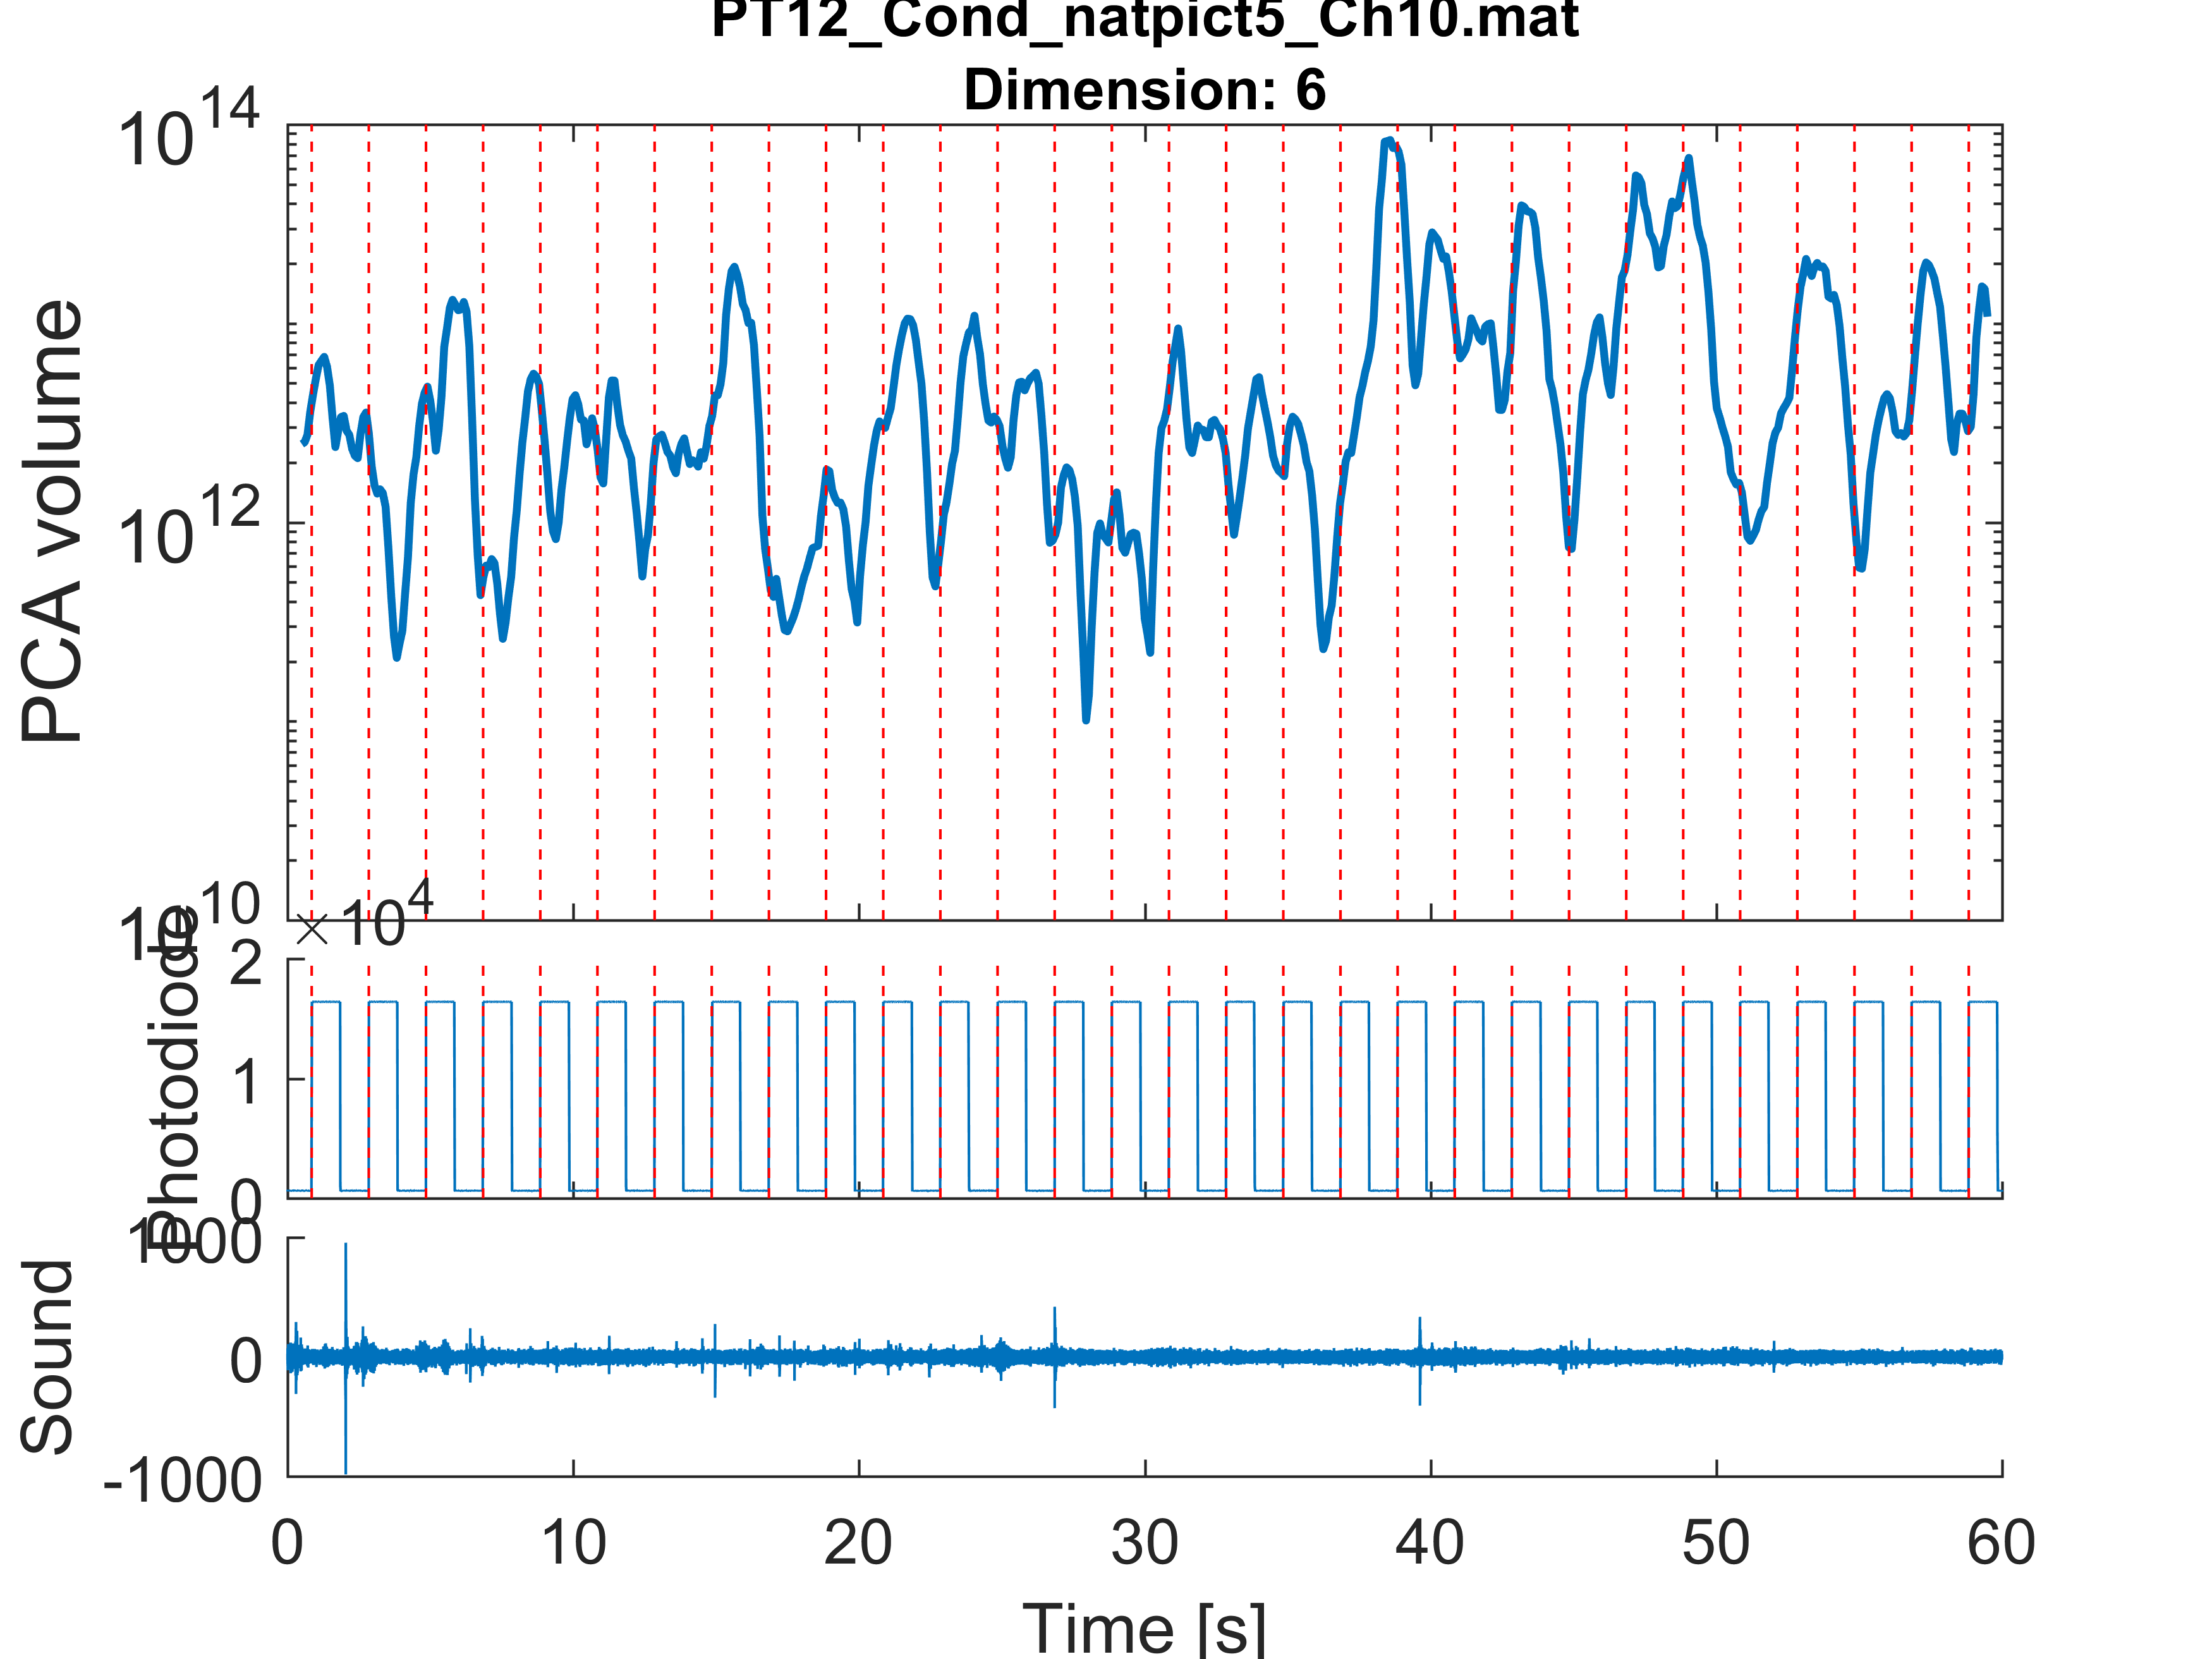 PT12_Cond_natpict5_Ch10.mat
Dimension: 6
10^14
10^12
10^10
PCA volume
×10^4
2
1
0
Photodiode
1000
0
-1000
Sound
0 10 20 30 40 50 60
Time [s]